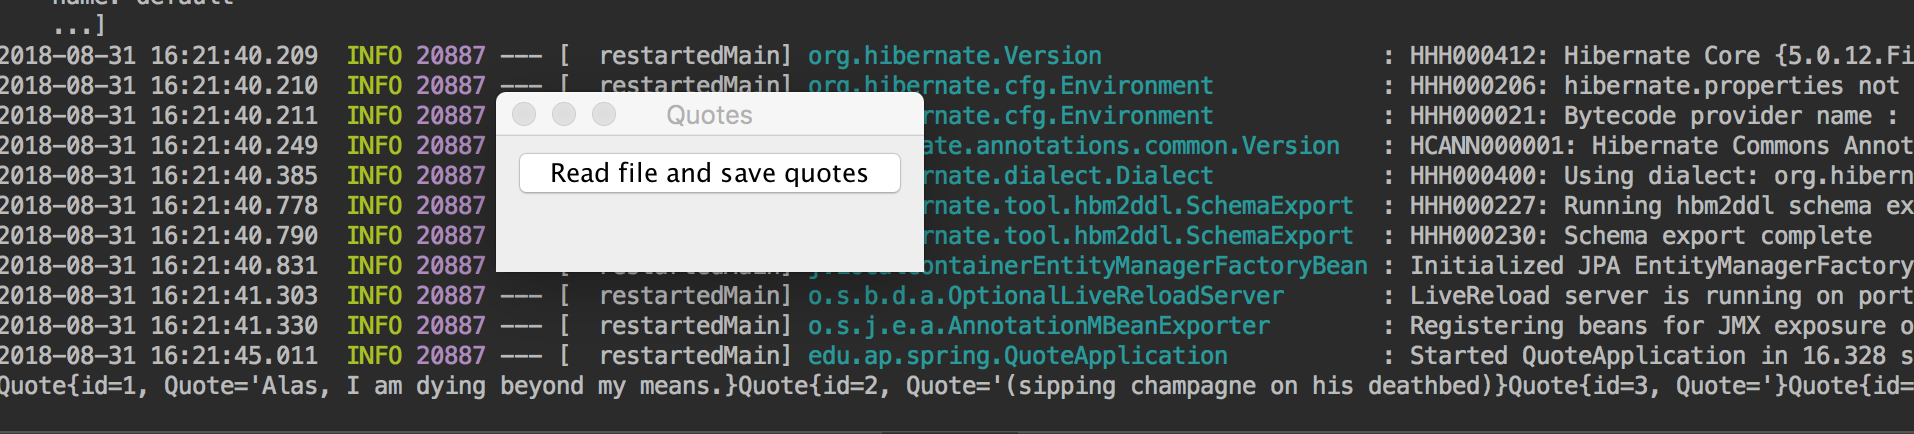 name: default
...]
2018-08-31 16:21:40.209 INFO 20887 --- [ restartedMain] org.hibernate.Version : HHH000412: Hibernate Core {5.0.12.Fi
2018-08-31 16:21:40.210 INFO 20887 --- [ restartedMain] org.hibernate.cfg.Environment : HHH000206: hibernate.properties not
2018-08-31 16:21:40.211 INFO 20887 rnate.cfg.Environment : HHH000021: Bytecode provider name :
Quotes
2018-08-31 16:21:40.249 INFO 20887 ate.annotations.common.Version : HCANN000001: Hibernate Commons Annot
2018-08-31 16:21:40.385 INFO 20887 rnate.dialect.Dialect : HHH000400: Using dialect: org.hibern
Read file and save quotes
2018-08-31 16:21:40.778 INFO 20887 rnate.tool.hbm2ddl.SchemaExport : HHH000227: Running hbm2ddl schema ex
2018-08-31 16:21:40.790 INFO 20887 rnate.tool.hbm2ddl.SchemaExport : HHH000230: Schema export complete
2018-08-31 16:21:40.831 INFO 20887 --- [ restartedMain] j.LocalContainerEntityManagerFactoryBean : Initialized JPA EntityManagerFactory
2018-08-31 16:21:41.303 INFO 20887 --- [ restartedMain] o.s.b.d.a.OptionalLiveReloadServer : LiveReload server is running on port
2018-08-31 16:21:41.330 INFO 20887 --- [ restartedMain] o.s.j.e.a.AnnotationMBeanExporter : Registering beans for JMX exposure o
2018-08-31 16:21:45.011 INFO 20887 --- [ restartedMain] edu.ap.spring.QuoteApplication : Started QuoteApplication in 16.328 s
Quote{id=1, Quote='Alas, I am dying beyond my means.}Quote{id=2, Quote='(sipping champagne on his deathbed)}Quote{id=3, Quote='}Quote{id=